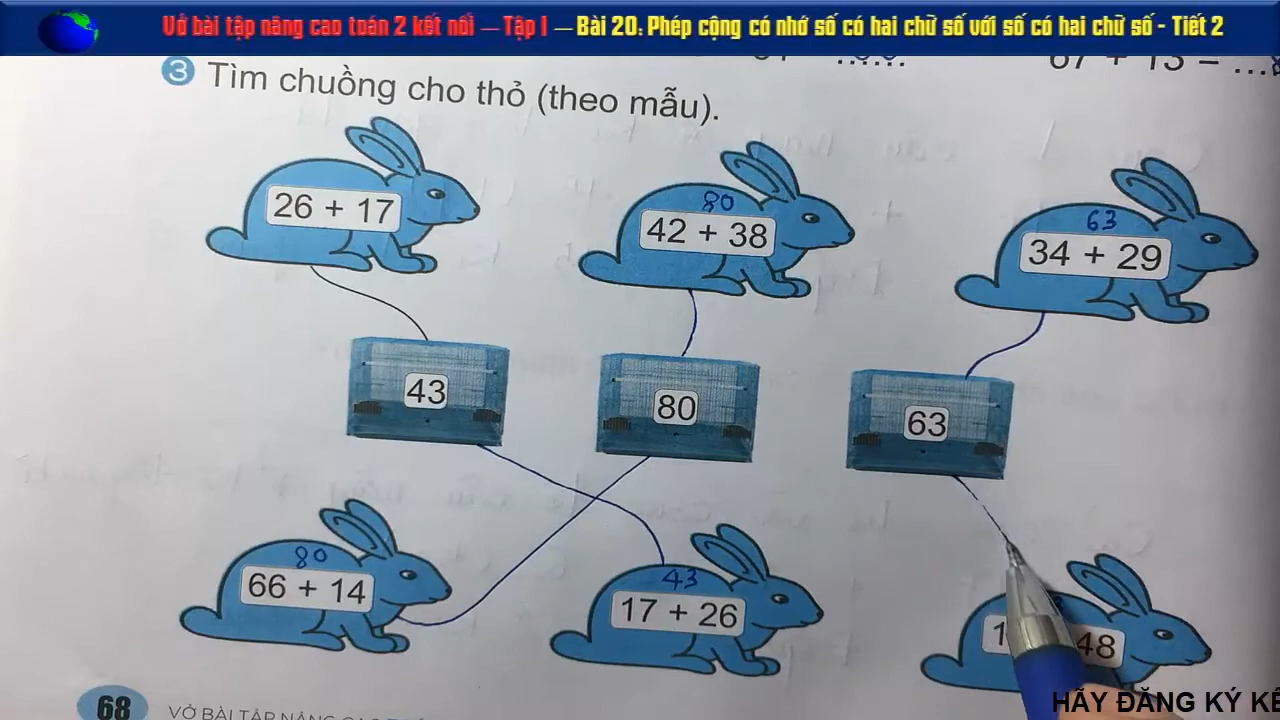 Vở bài tập nâng cao toán 2 kết nối – Tập 1 – Bài 20: Phép cộng có nhớ số có hai chữ số với số có hai chữ số - Tiết 2
67 + 13 = ...
3 Tìm chuồng cho thỏ (theo mẫu).
26 + 17
80
42 + 38
63
34 + 29
43
80
63
80
66 + 14
43
17 + 26
48
68 VỞ BÀI TẬP NÂNG CAO
HÃY ĐĂNG KÝ KÊ